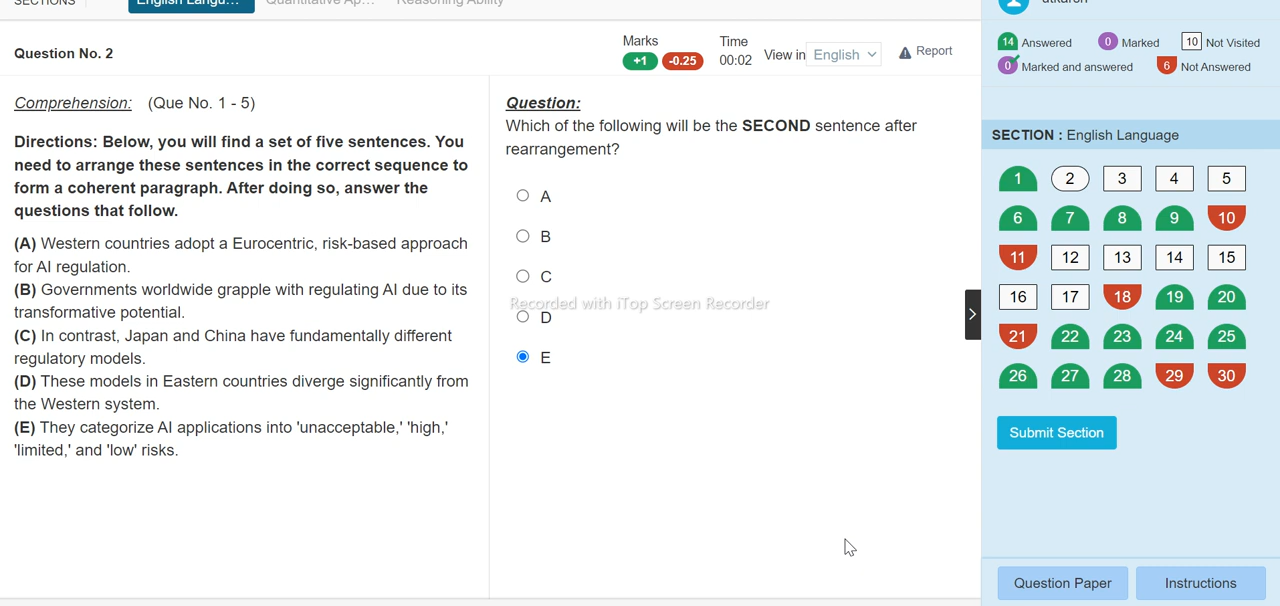 SECTIONS English Langu... Quantitative Ap... Reasoning Ability
Question No. 2
Marks
+1 -0.25
Time
00:02
View in English
Report
Comprehension: (Que No. 1 - 5)
Directions: Below, you will find a set of five sentences. You
need to arrange these sentences in the correct sequence to
form a coherent paragraph. After doing so, answer the
questions that follow.
(A) Western countries adopt a Eurocentric, risk-based approach
for AI regulation.
(B) Governments worldwide grapple with regulating AI due to its
transformative potential.
(C) In contrast, Japan and China have fundamentally different
regulatory models.
(D) These models in Eastern countries diverge significantly from
the Western system.
(E) They categorize AI applications into 'unacceptable,' 'high,'
'limited,' and 'low' risks.
Question:
Which of the following will be the SECOND sentence after
rearrangement?
A
B
C
Recorded with iTop Screen Recorder
D
E
utkarsh
14 Answered 0 Marked 10 Not Visited
0 Marked and answered 6 Not Answered
SECTION : English Language
1 2 3 4 5
6 7 8 9 10
11 12 13 14 15
16 17 18 19 20
21 22 23 24 25
26 27 28 29 30
Submit Section
Question Paper Instructions